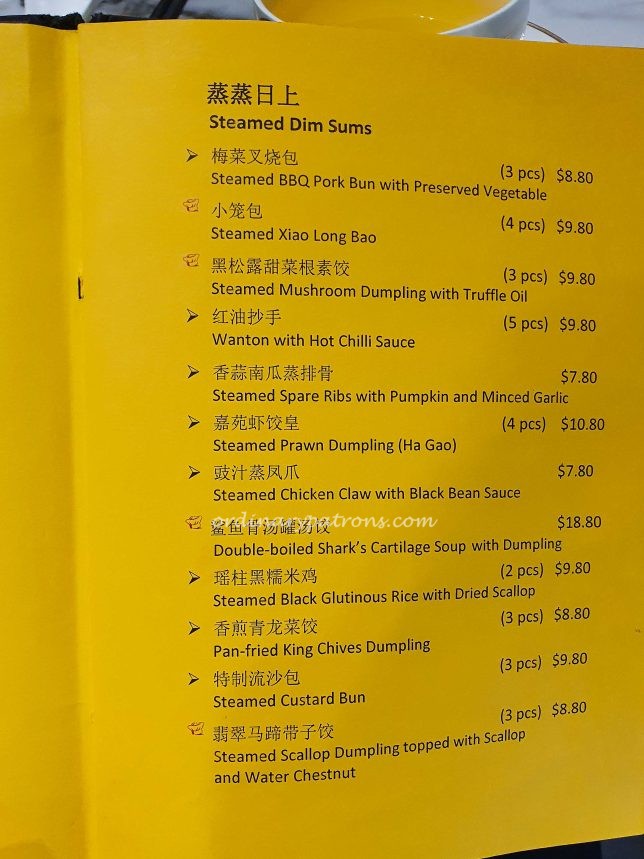 蒸蒸日上
Steamed Dim Sums
梅菜叉烧包 (3 pcs) $8.80
Steamed BBQ Pork Bun with Preserved Vegetable
小笼包 (4 pcs) $9.80
Steamed Xiao Long Bao
黑松露甜菜根素饺 (3 pcs) $9.80
Steamed Mushroom Dumpling with Truffle Oil
红油抄手 (5 pcs) $9.80
Wanton with Hot Chilli Sauce
香蒜南瓜蒸排骨 $7.80
Steamed Spare Ribs with Pumpkin and Minced Garlic
嘉苑虾饺皇 (4 pcs) $10.80
Steamed Prawn Dumpling (Ha Gao)
豉汁蒸凤爪 $7.80
Steamed Chicken Claw with Black Bean Sauce
ordinarypatrons.com
鲨鱼骨汤罐汤饺 $18.80
Double-boiled Shark's Cartilage Soup with Dumpling
瑶柱黑糯米鸡 (2 pcs) $9.80
Steamed Black Glutinous Rice with Dried Scallop
香煎青龙菜饺 (3 pcs) $8.80
Pan-fried King Chives Dumpling
特制流沙包 (3 pcs) $9.80
Steamed Custard Bun
翡翠马蹄带子饺 (3 pcs) $8.80
Steamed Scallop Dumpling topped with Scallop
and Water Chestnut